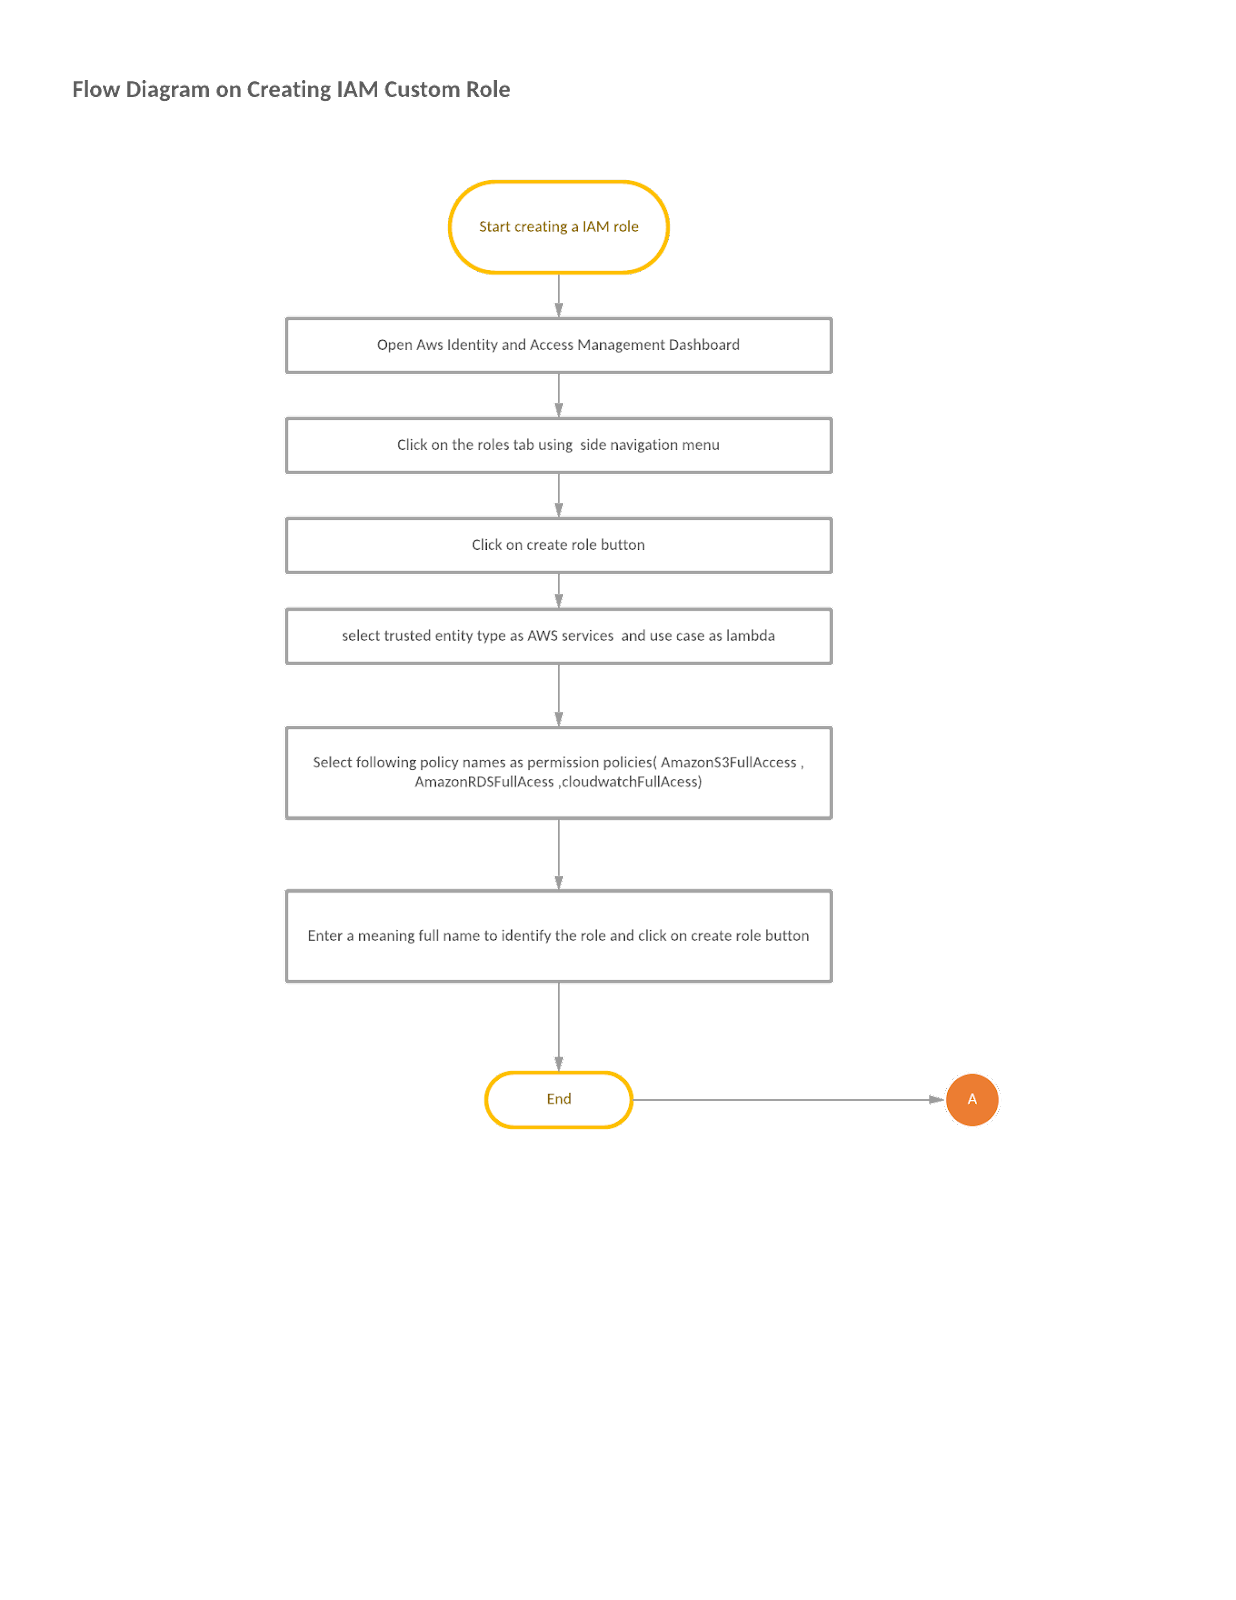 Flow Diagram on Creating IAM Custom Role
Start creating a IAM role
Open Aws Identity and Access Management Dashboard
Click on the roles tab using  side navigation menu
Click on create role button
select trusted entity type as AWS services  and use case as lambda
Select following policy names as permission policies( AmazonS3FullAccess ,
AmazonRDSFullAcess ,cloudwatchFullAcess)
Enter a meaning full name to identify the role and click on create role button
End
A